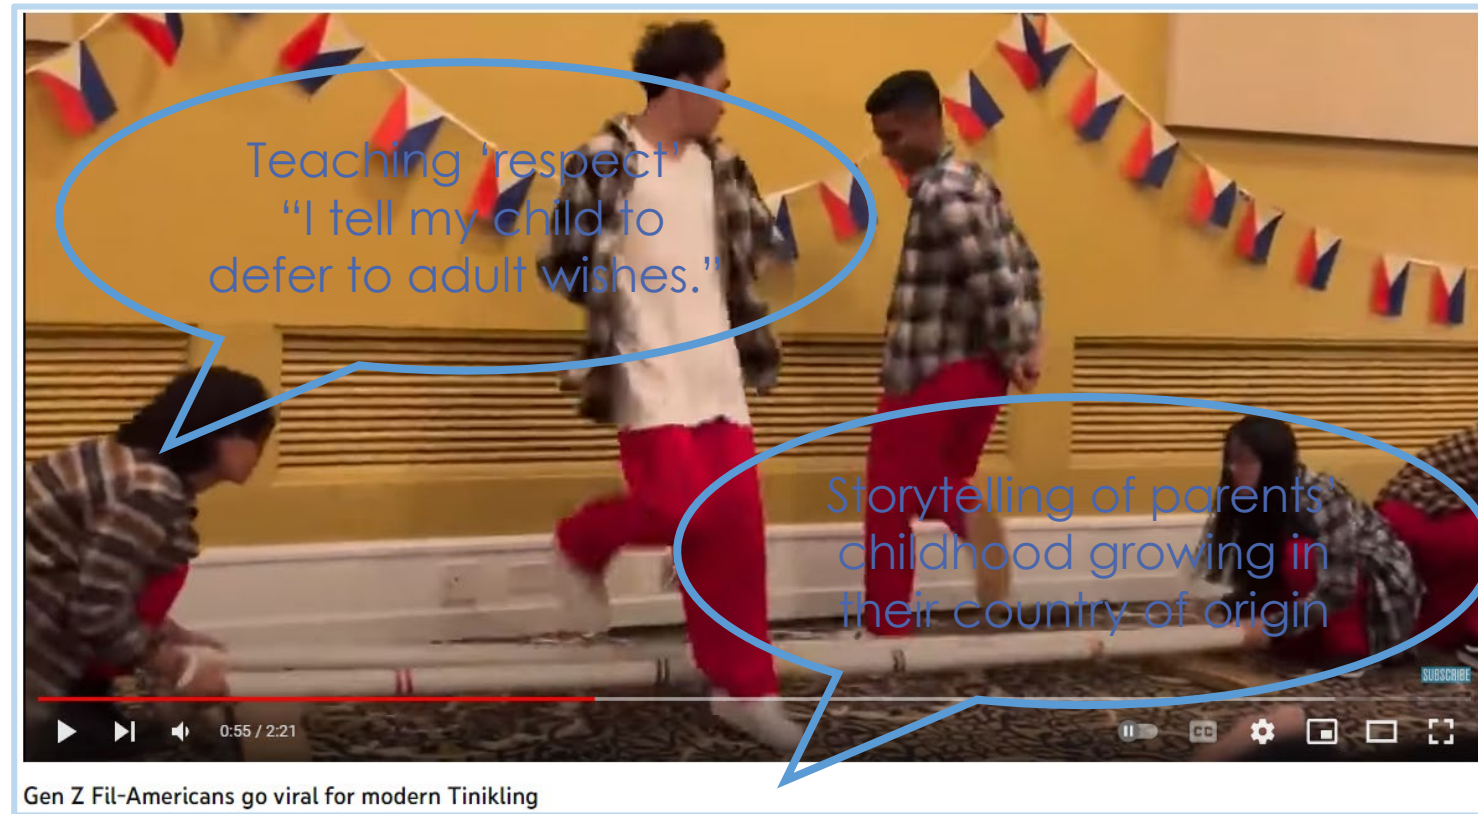 Teaching ‘respect’
“I tell my child to
defer to adult wishes.”
Storytelling of parents’
childhood growing in
their country of origin
SUBSCRIBE
0:55 / 2:21
CC
Gen Z Fil-Americans go viral for modern Tinikling